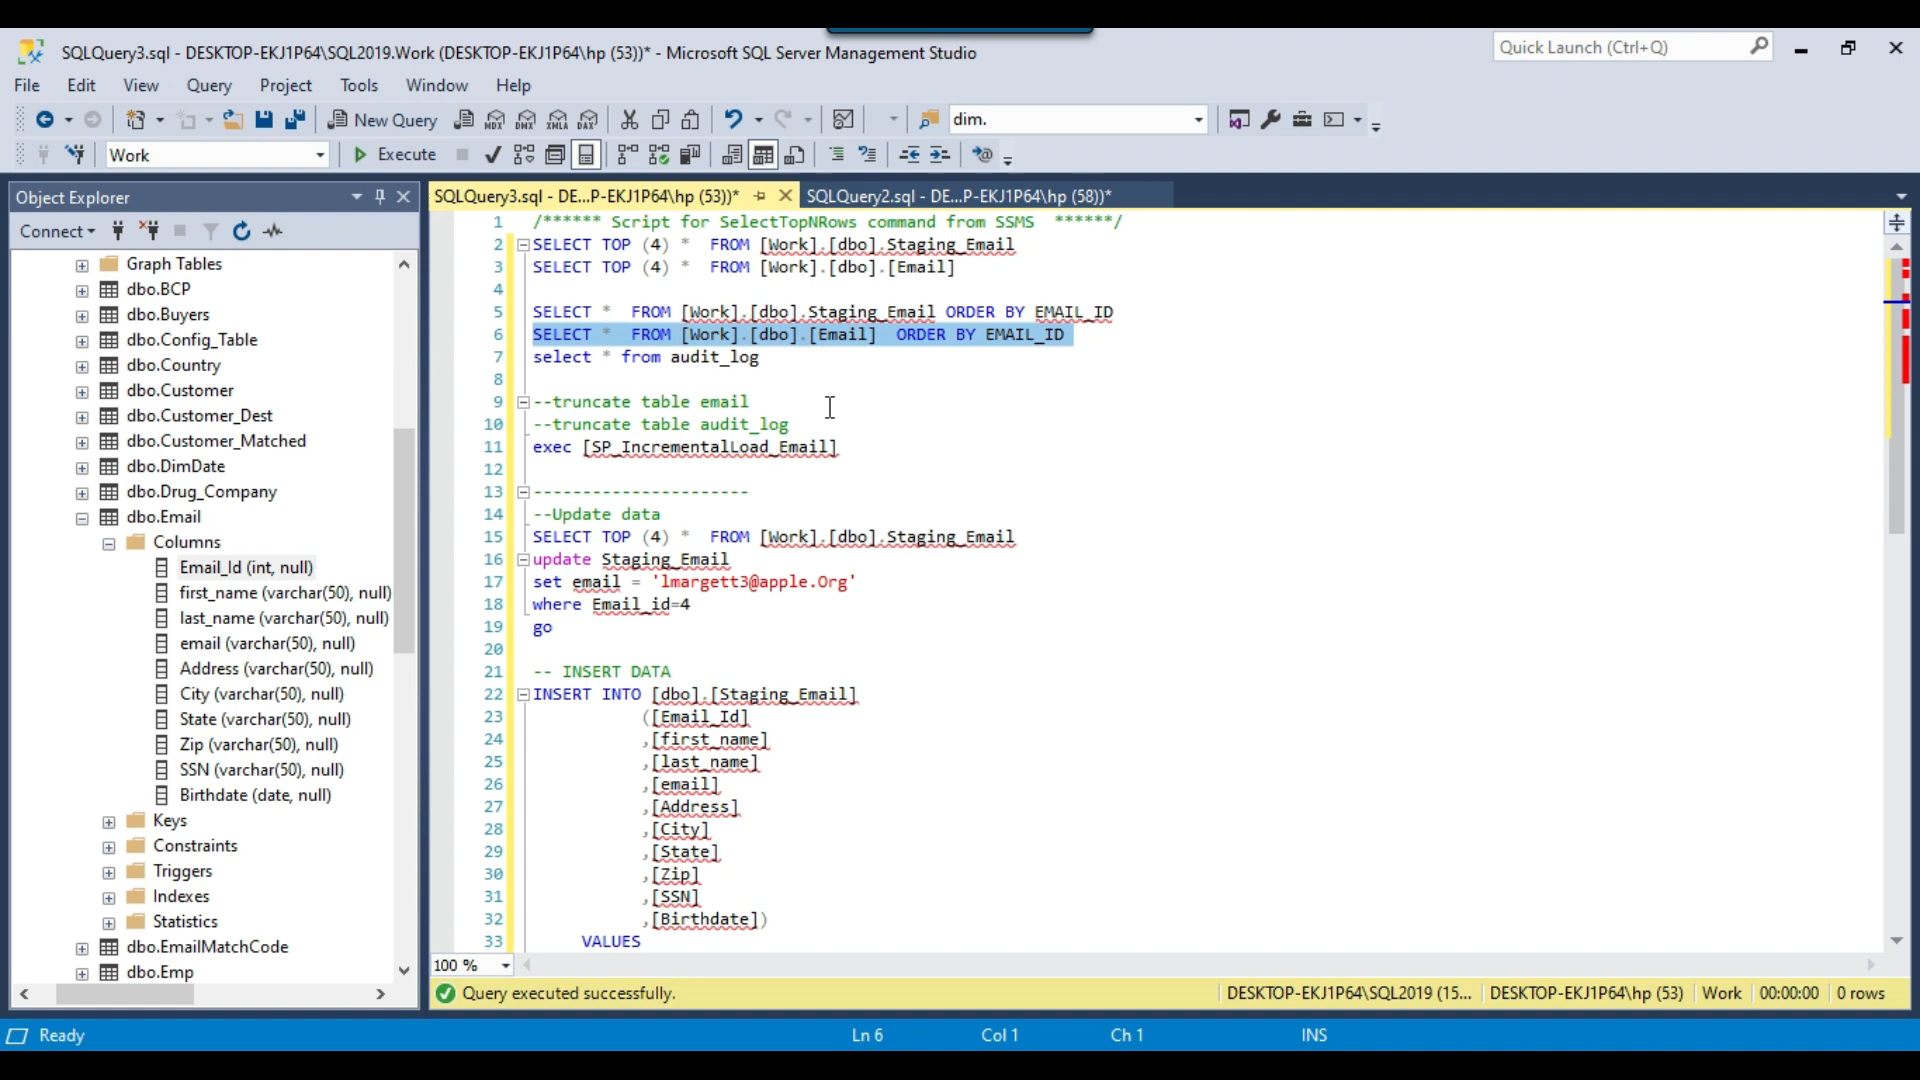 SQLQuery3.sql - DESKTOP-EKJ1P64\SQL2019.Work (DESKTOP-EKJ1P64\hp (53))* - Microsoft SQL Server Management Studio
Quick Launch (Ctrl+Q)
File Edit View Query Project Tools Window Help
New Query MDX DMX XMLA DAX dim.
Work Execute
Object Explorer
Connect
Graph Tables
dbo.BCP
dbo.Buyers
dbo.Config_Table
dbo.Country
dbo.Customer
dbo.Customer_Dest
dbo.Customer_Matched
dbo.DimDate
dbo.Drug_Company
dbo.Email
Columns
Email_Id (int, null)
first_name (varchar(50), null)
last_name (varchar(50), null)
email (varchar(50), null)
Address (varchar(50), null)
City (varchar(50), null)
State (varchar(50), null)
Zip (varchar(50), null)
SSN (varchar(50), null)
Birthdate (date, null)
Keys
Constraints
Triggers
Indexes
Statistics
dbo.EmailMatchCode
dbo.Emp
SQLQuery3.sql - DE...P-EKJ1P64\hp (53))* SQLQuery2.sql - DE...P-EKJ1P64\hp (58))*
1 /****** Script for SelectTopNRows command from SSMS ******/
2 SELECT TOP (4) * FROM [Work].[dbo].Staging_Email
3 SELECT TOP (4) * FROM [Work].[dbo].[Email]
4
5 SELECT * FROM [Work].[dbo].Staging_Email ORDER BY EMAIL_ID
6 SELECT * FROM [Work].[dbo].[Email] ORDER BY EMAIL_ID
7 select * from audit_log
8
9 --truncate table email
10 --truncate table audit_log
11 exec [SP_IncrementalLoad_Email]
12
13 ----------------------
14 --Update data
15 SELECT TOP (4) * FROM [Work].[dbo].Staging_Email
16 update Staging_Email
17 set email = 'lmargett3@apple.Org'
18 where Email_id=4
19 go
20
21 -- INSERT DATA
22 INSERT INTO [dbo].[Staging_Email]
23 ([Email_Id]
24 ,[first_name]
25 ,[last_name]
26 ,[email]
27 ,[Address]
28 ,[City]
29 ,[State]
30 ,[Zip]
31 ,[SSN]
32 ,[Birthdate])
33 VALUES
100 %
Query executed successfully. DESKTOP-EKJ1P64\SQL2019 (15... DESKTOP-EKJ1P64\hp (53) Work 00:00:00 0 rows
Ready Ln 6 Col 1 Ch 1 INS